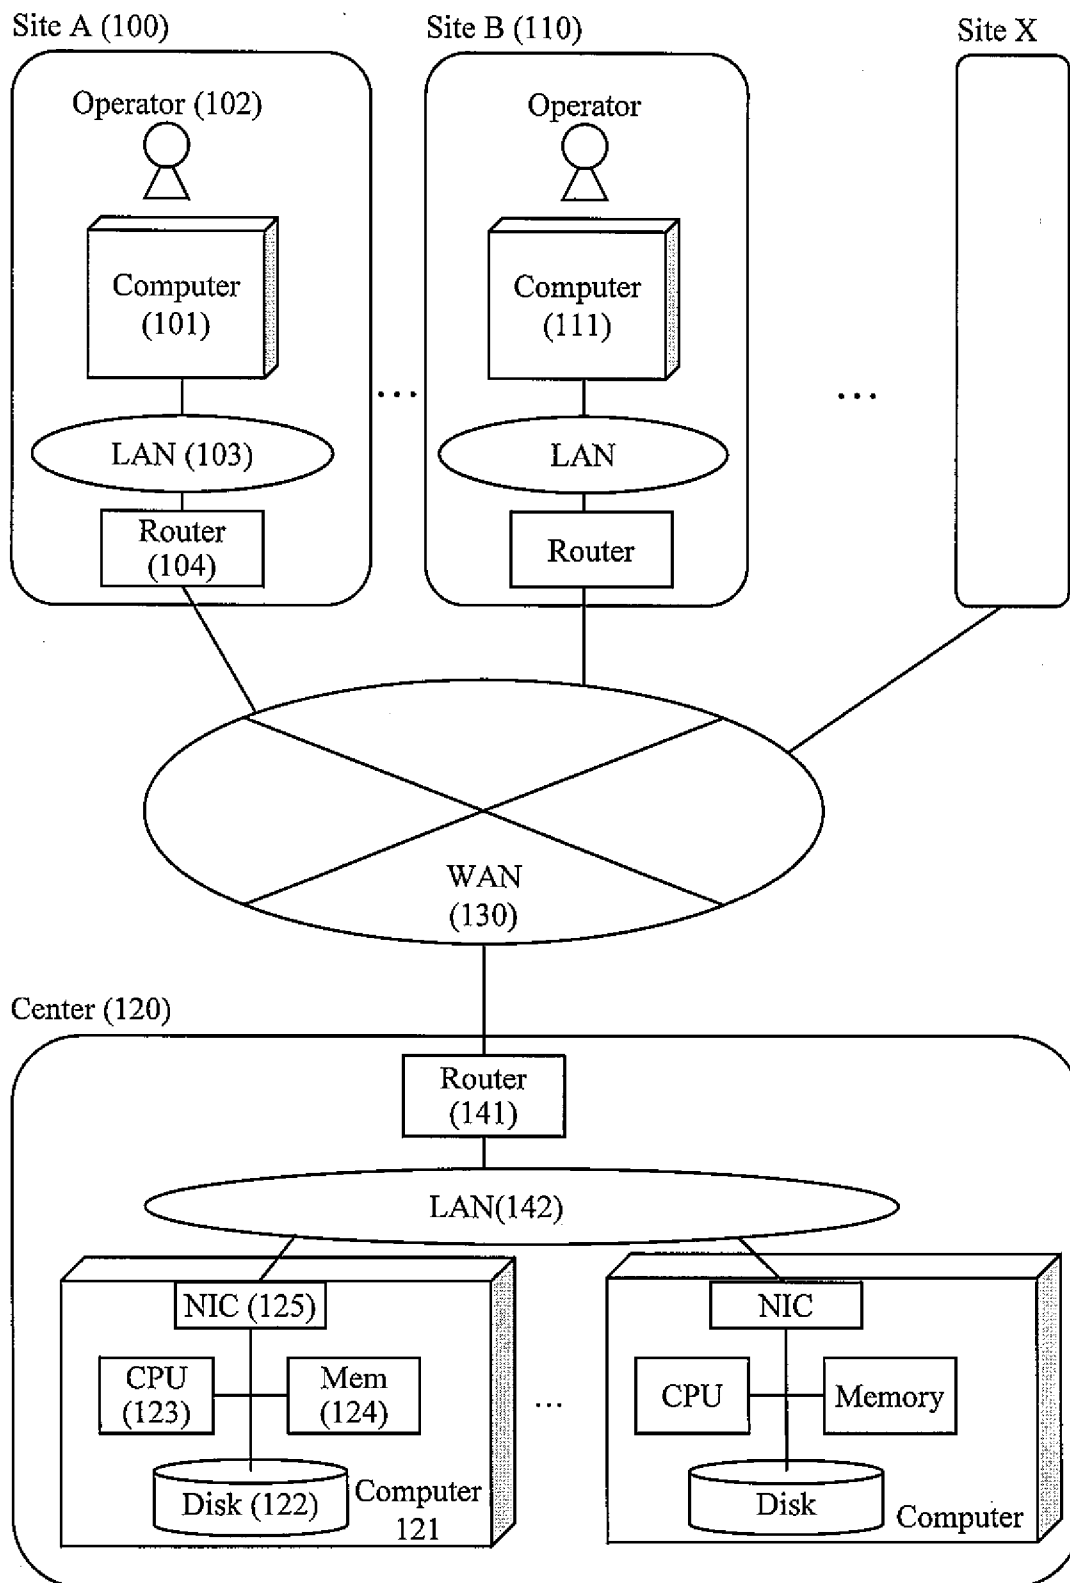 Site A (100)
Site B (110)
Site X
Operator (102)
Operator
Computer
(101)
Computer
(111)
...
...
LAN (103)
LAN
Router
(104)
Router
WAN
(130)
Center (120)
Router
(141)
LAN(142)
NIC (125)
NIC
CPU
(123)
Mem
(124)
...
CPU
Memory
Disk (122)
Computer
121
Disk
Computer